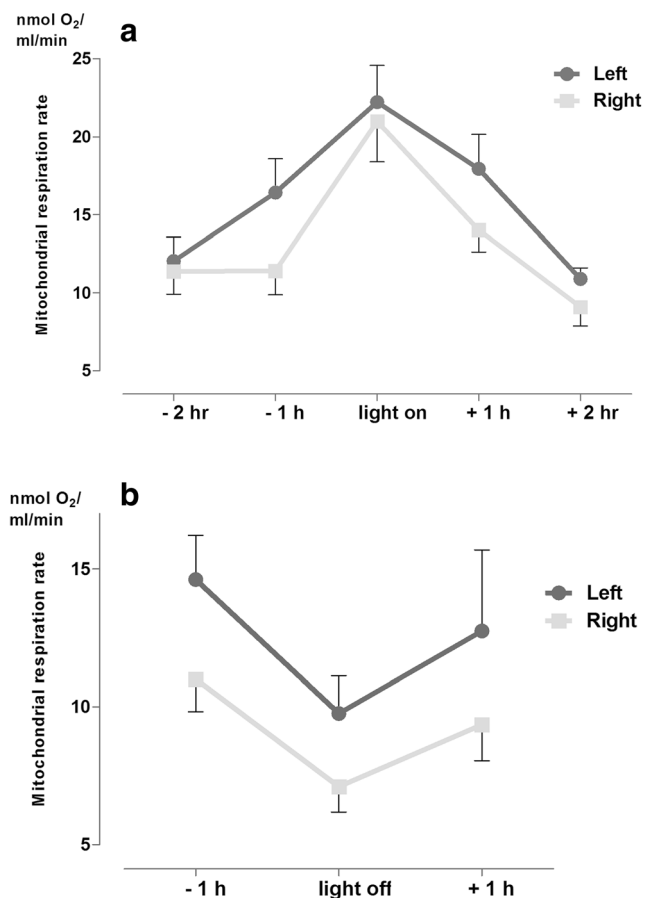 nmol O2/
ml/min
a
Mitochondrial respiration rate
25
20
15
10
5
Left
Right
- 2 hr
- 1 h
light on
+ 1 h
+ 2 hr
nmol O2/
ml/min
b
Mitochondrial respiration rate
15
10
5
Left
Right
- 1 h
light off
+ 1 h